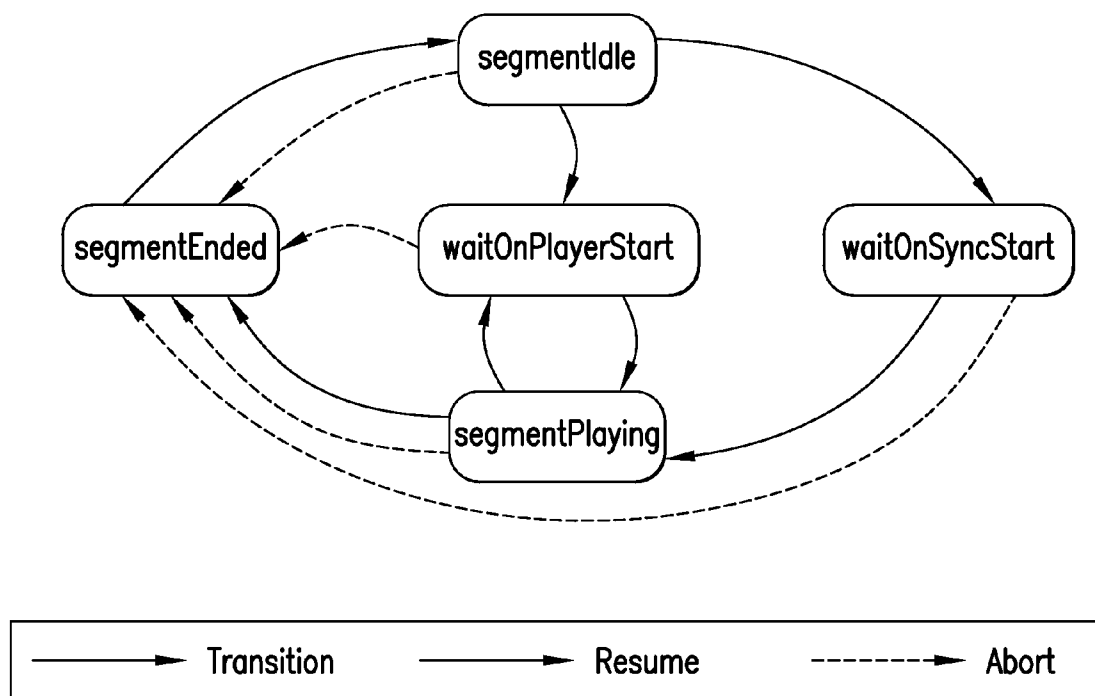 segmentIdle
segmentEnded
waitOnPlayerStart
waitOnSyncStart
segmentPlaying
Transition
Resume
Abort